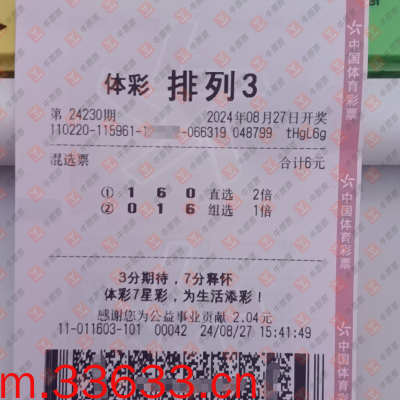 体彩 排列3
第 24230期 2024年08月27日开奖
110220-115961-1 -066319 048799 tHgL6g
混选票 合计6元
① 1 6 0 直选 2倍
② 0 1 6 组选 1倍
3分期待,7分释怀
体彩7星彩,为生活添彩!
感谢您为公益事业贡献 2.04元
11-011603-101 00042 24/08/27 15:41:49
m.33633.cn
中国体育彩票
中国体育彩票
中国体育彩票